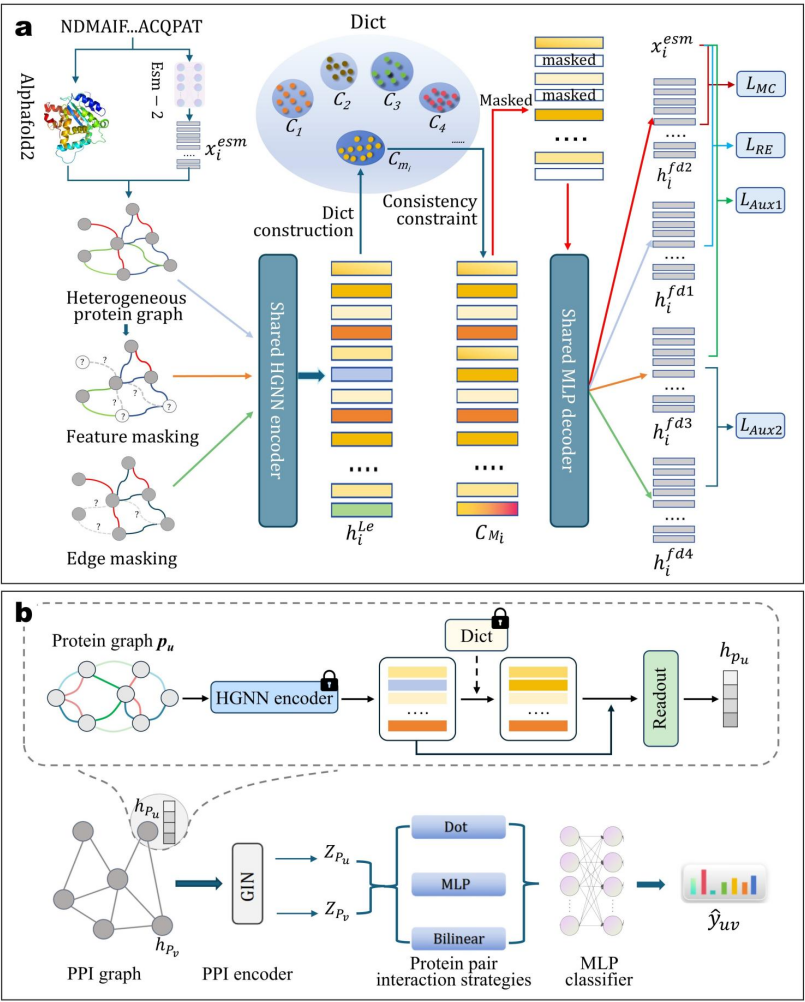 a
NDMAIF...ACQPAT
Alphafold2
Esm − 2
....
x_i^{esm}
Dict
C_1
C_2
C_3
C_4
C_{m_i}
......
Dict
construction
Consistency
constraint
Masked
masked
masked
....
Heterogeneous
protein graph
?
?
?
?
?
Feature masking
?
?
?
Edge masking
Shared HGNN encoder
....
h_i^{Le}
....
C_{M_i}
Shared MLP decoder
x_i^{esm}
....
h_i^{fd2}
....
h_i^{fd1}
....
h_i^{fd3}
....
h_i^{fd4}
L_{MC}
L_{RE}
L_{Aux1}
L_{Aux2}
b
Protein graph p_u
HGNN encoder
Dict
....
....
Readout
h_{p_u}
h_{P_u}
h_{P_v}
PPI graph
GIN
PPI encoder
Z_{P_u}
Z_{P_v}
Dot
MLP
Bilinear
Protein pair
interaction strategies
MLP
classifier
ŷ_{uv}